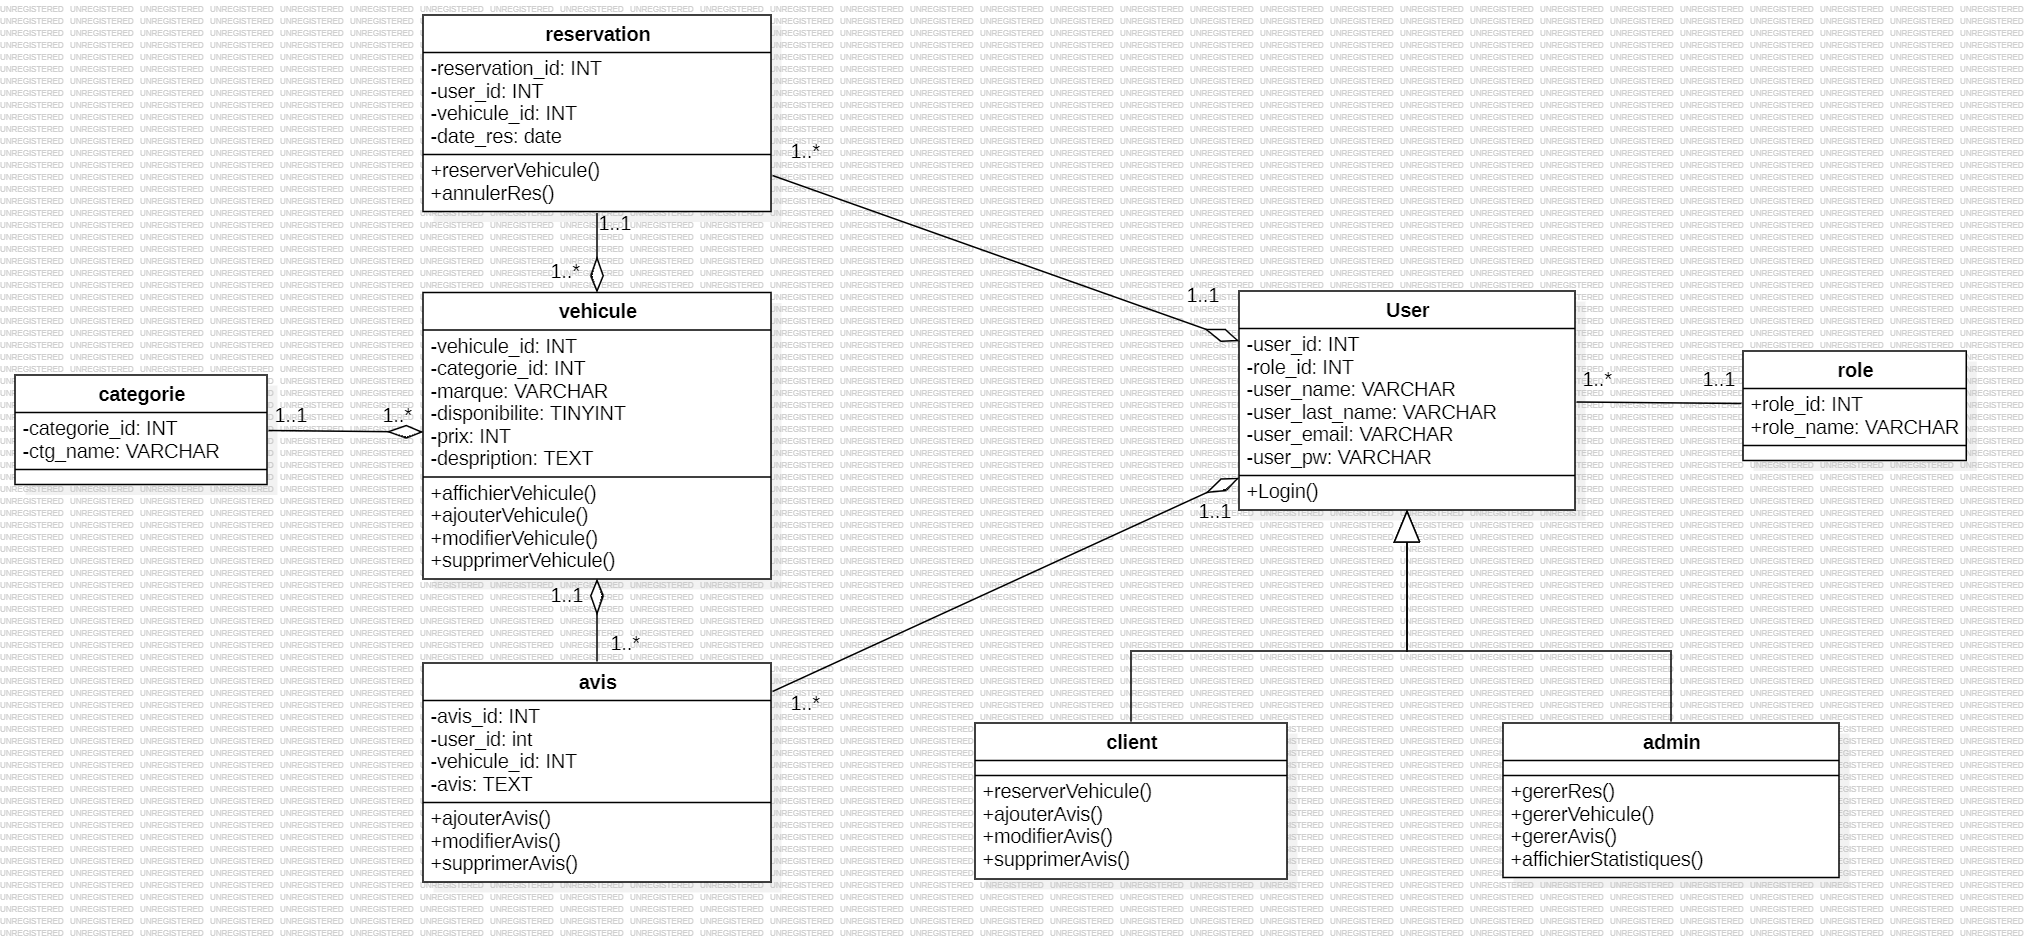 reservation
-reservation_id: INT
-user_id: INT
-vehicule_id: INT
-date_res: date
+reserverVehicule()
+annulerRes()
1..*
1..1
1..*
vehicule
-vehicule_id: INT
-categorie_id: INT
-marque: VARCHAR
-disponibilite: TINYINT
-prix: INT
-despription: TEXT
+affichierVehicule()
+ajouterVehicule()
+modifierVehicule()
+supprimerVehicule()
categorie
-categorie_id: INT
-ctg_name: VARCHAR
1..1
1..*
1..1
1..*
avis
-avis_id: INT
-user_id: int
-vehicule_id: INT
-avis: TEXT
+ajouterAvis()
+modifierAvis()
+supprimerAvis()
1..*
1..1
1..1
User
-user_id: INT
-role_id: INT
-user_name: VARCHAR
-user_last_name: VARCHAR
-user_email: VARCHAR
-user_pw: VARCHAR
+Login()
1..*
1..1
role
+role_id: INT
+role_name: VARCHAR
client
+reserverVehicule()
+ajouterAvis()
+modifierAvis()
+supprimerAvis()
admin
+gererRes()
+gererVehicule()
+gererAvis()
+affichierStatistiques()
UNREGISTERED